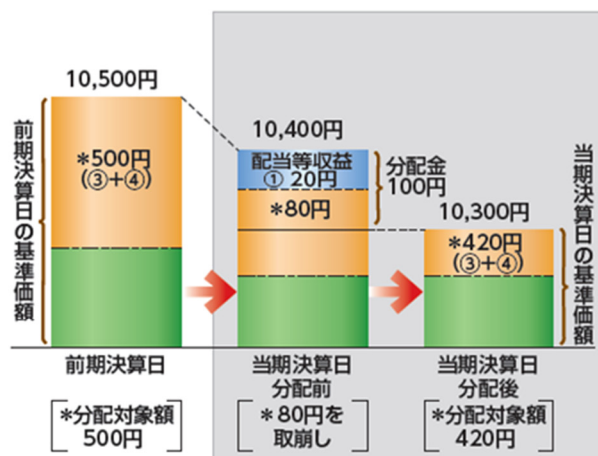 10,500円
前期決算日の基準価額
*500円
(③+④)
10,400円
配当等収益
① 20円
*80円
分配金
100円
10,300円
*420円
(③+④)
当期決算日の基準価額
前期決算日
*分配対象額
500円
当期決算日
分配前
*80円を
取崩し
当期決算日
分配後
*分配対象額
420円